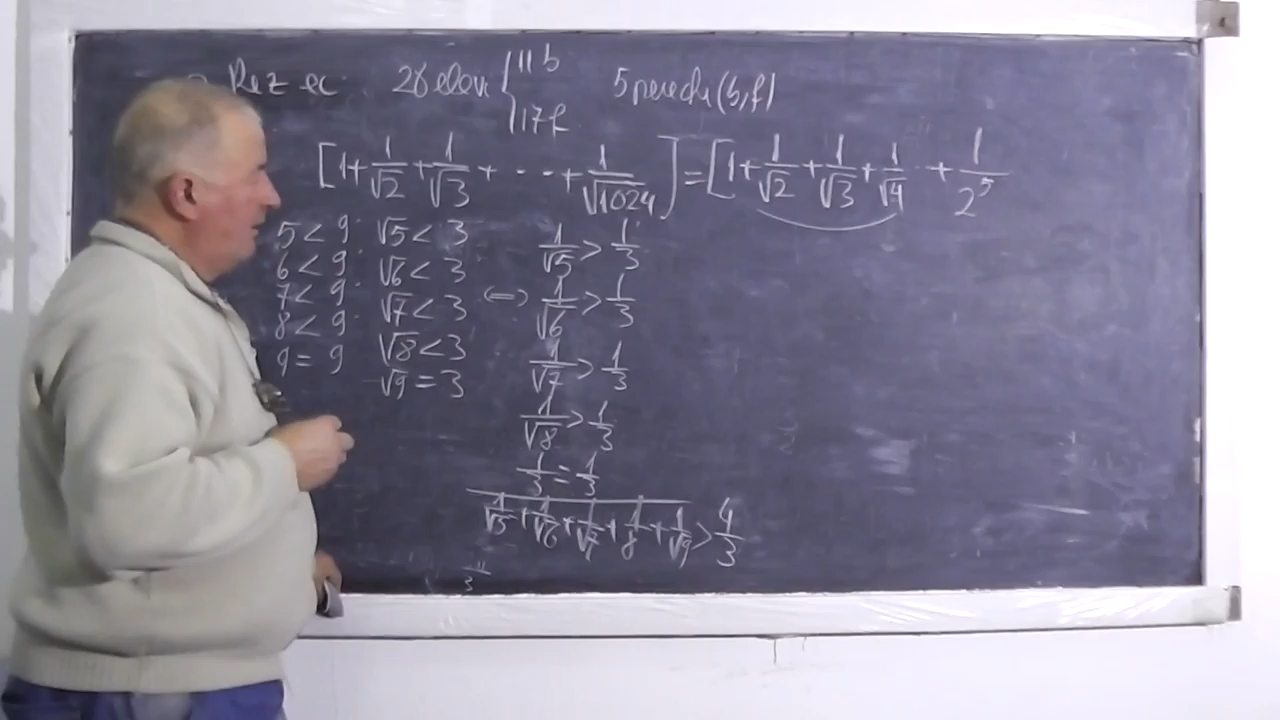 Rez ec. 28 elevi { 11 b
17 f
5 perechi (b,f)
[1+1/√2+1/√3+ ··· +1/√1024]=[1+1/√2+1/√3+1/√4 ·· +1/2^5
5<9 √5<3 1/√5>1/3
6<9 √6<3
7<9 √7<3 <=> 1/√6>1/3
8<9 √8<3 1/√7>1/3
9=9 √9=3
1/√8>1/3
1/3=1/3
1/√5+1/√6+1/√7+1/8+1/√9>4/3